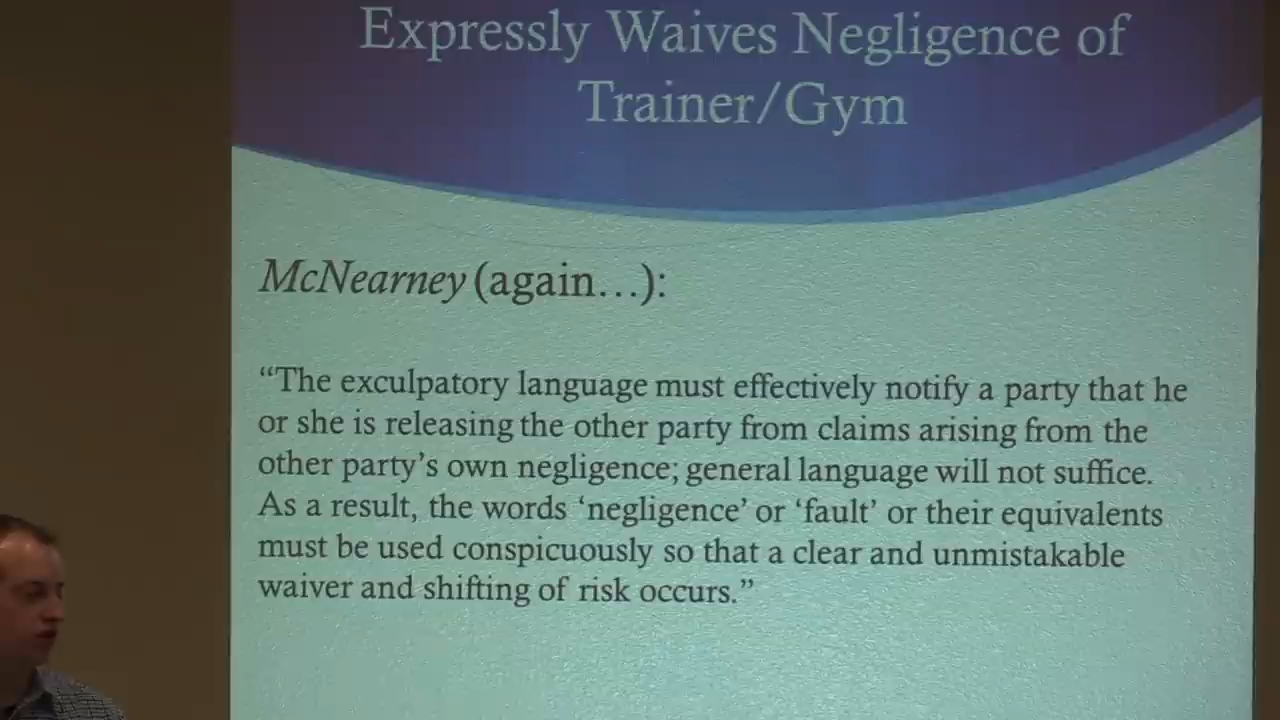 Expressly Waives Negligence of
Trainer/Gym
McNearney (again…):
“The exculpatory language must effectively notify a party that he
or she is releasing the other party from claims arising from the
other party’s own negligence; general language will not suffice.
As a result, the words ‘negligence’ or ‘fault’ or their equivalents
must be used conspicuously so that a clear and unmistakable
waiver and shifting of risk occurs.”